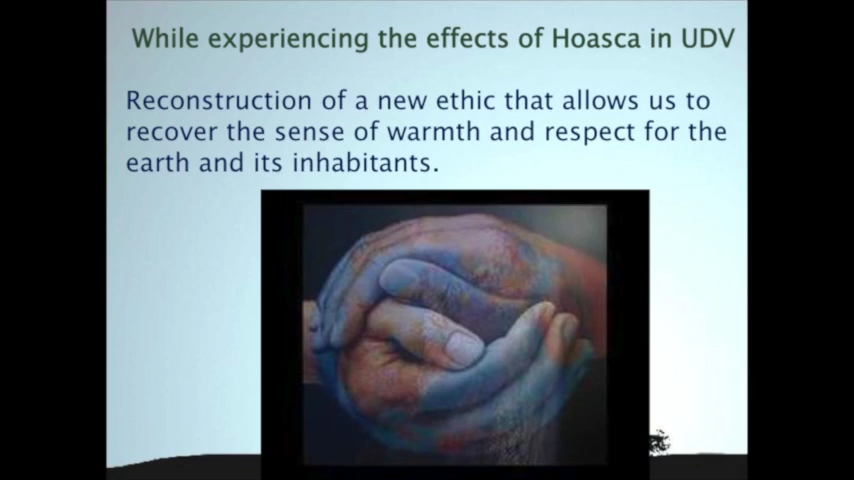 While experiencing the effects of Hoasca in UDV
Reconstruction of a new ethic that allows us to
recover the sense of warmth and respect for the
earth and its inhabitants.